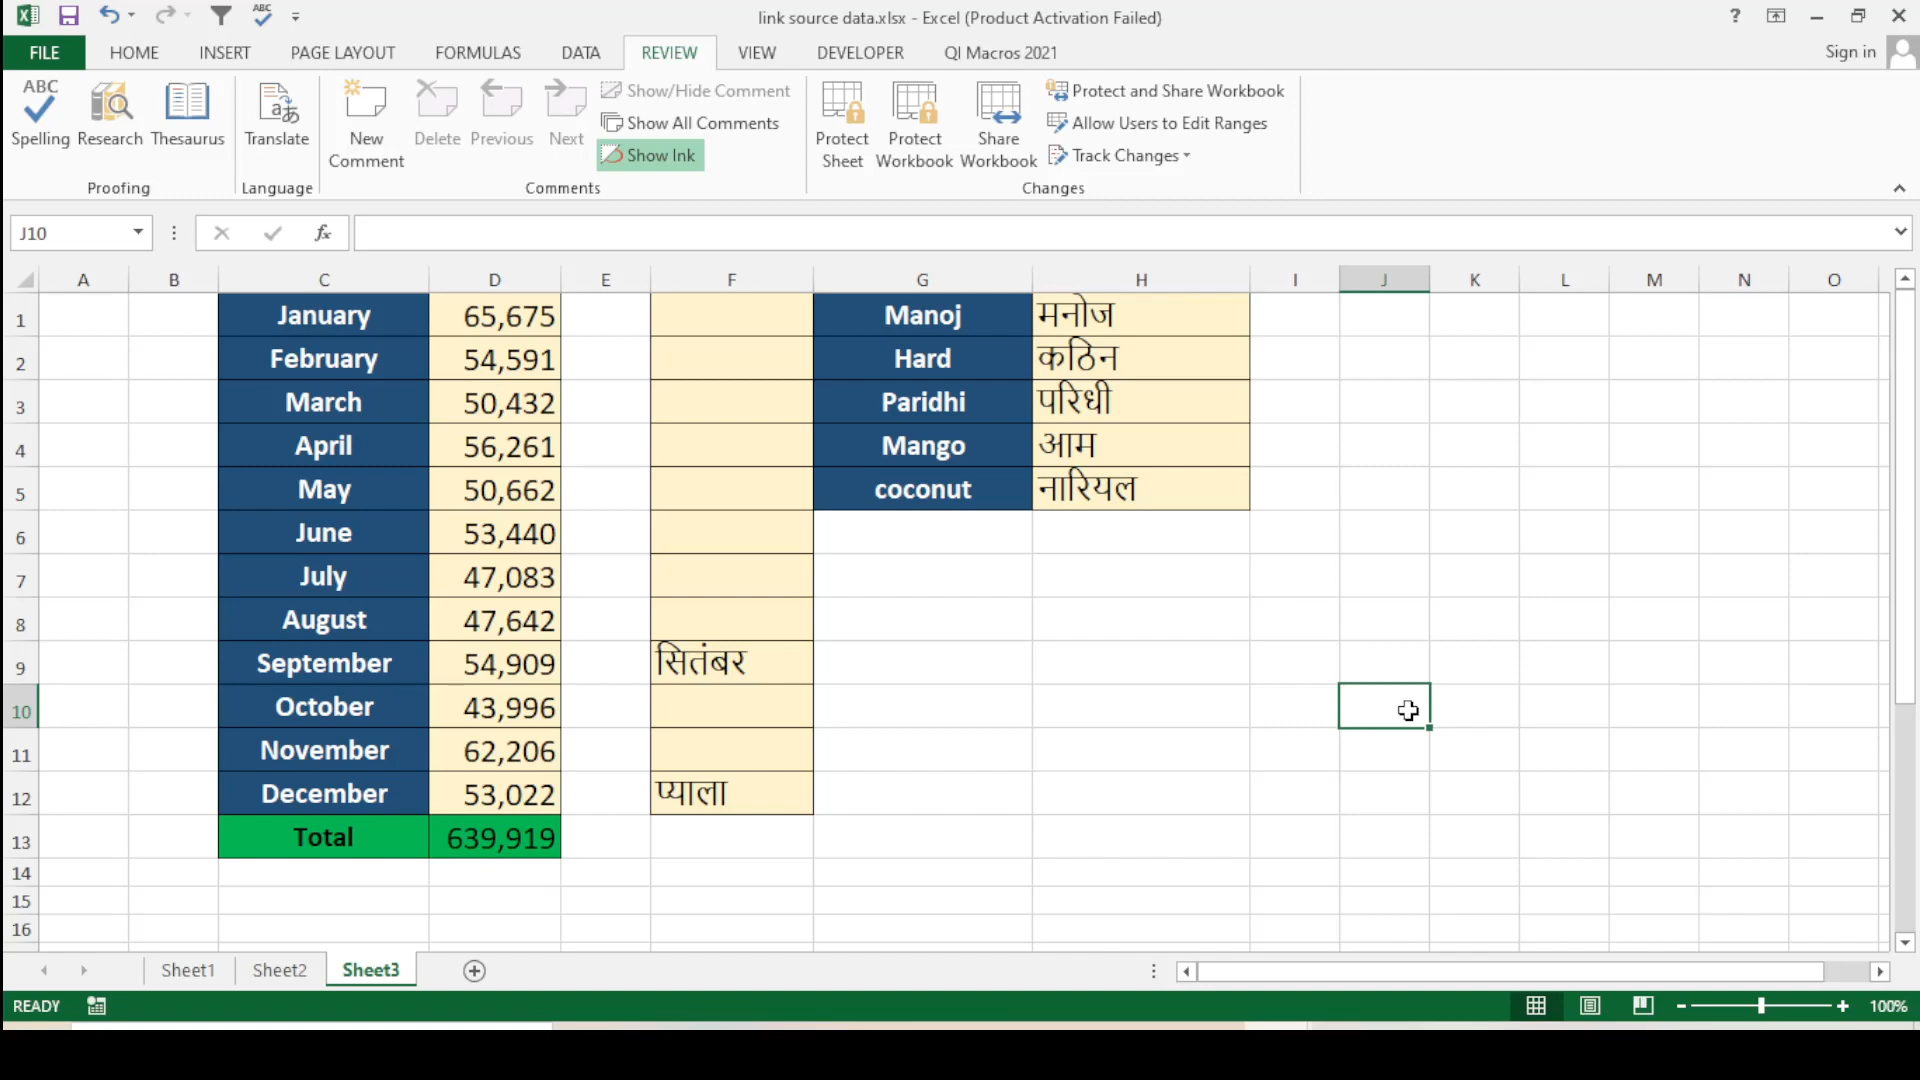 link source data.xlsx - Excel (Product Activation Failed)
FILE HOME INSERT PAGE LAYOUT FORMULAS DATA REVIEW VIEW DEVELOPER QI Macros 2021 Sign in
ABC Spelling Research Thesaurus
Proofing
Translate
Language
New Comment Delete Previous Next
Show/Hide Comment
Show All Comments
Show Ink
Comments
Protect Sheet Protect Workbook Share Workbook
Protect and Share Workbook
Allow Users to Edit Ranges
Track Changes
Changes
J10 fx
A B C D E F G H I J K L M N O
1 January 65,675 Manoj मनोज
2 February 54,591 Hard कठिन
3 March 50,432 Paridhi परिधी
4 April 56,261 Mango आम
5 May 50,662 coconut नारियल
6 June 53,440
7 July 47,083
8 August 47,642
9 September 54,909 सितंबर
10 October 43,996
11 November 62,206
12 December 53,022 प्याला
13 Total 639,919
14
15
16
Sheet1 Sheet2 Sheet3
READY 100%